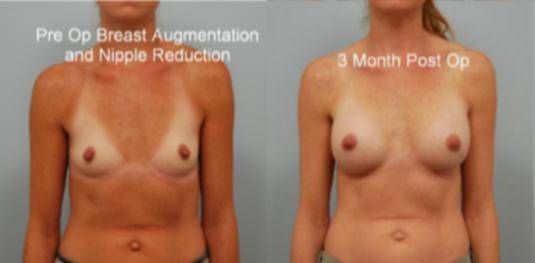 Pre Op Breast Augmentation
and Nipple Reduction
3 Month Post Op